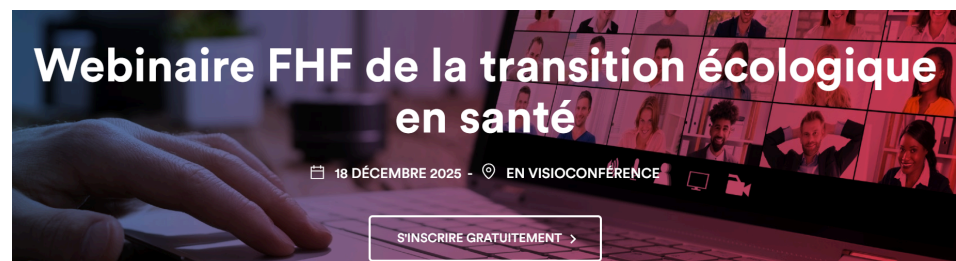 Webinaire FHF de la transition écologique
en santé
18 DÉCEMBRE 2025 - EN VISIOCONFÉRENCE
S'INSCRIRE GRATUITEMENT >